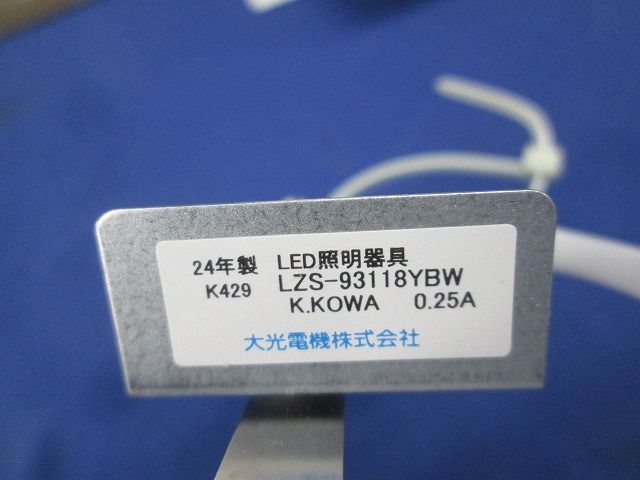 24年製 LED照明器具
K429 LZS-93118YBW
K.KOWA 0.25A
大光電機株式会社